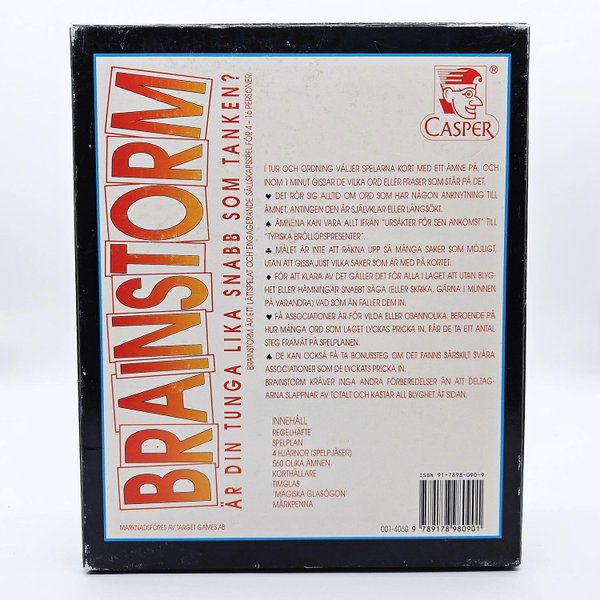 BRAINSTORM
ÄR DIN TUNGA LIKA SNABB SOM TANKEN?
BRAINSTORM ÄR ETT LÄTTSPELAT OCH ENGAGERANDE SÄLLSKAPSSPEL FÖR 4 - 16 PERSONER.
MARKNADSFÖRES AV TARGET GAMES AB
®
CASPER
I TUR OCH ORDNING VÄLJER SPELARNA KORT MED ETT ÄMNE PÅ, OCH
INOM 1 MINUT GISSAR DE VILKA ORD ELLER FRASER SOM STÅR PÅ DET.
♥ DET RÖR SIG ALLTID OM ORD SOM HAR NÅGON ANKNYTNING TILL
ÄMNET, ANTINGEN DEN ÄR SJÄLVKLAR ELLER LÅNGSÖKT.
♠ ÄMNENA KAN VARA ALLT IFRÅN "URSÄKTER FÖR SEN ANKOMST" TILL
"TYPISKA BRÖLLOPSPRESENTER".
♣ MÅLET ÄR INTE ATT RÄKNA UPP SÅ MÅNGA SAKER SOM MÖJLIGT,
UTAN ATT GISSA JUST VILKA SAKER SOM ÄR MED PÅ KORTET.
♦ FÖR ATT KLARA AV DET GÄLLER DET FÖR ALLA I LAGET ATT UTAN BLYG-
HET ELLER HÄMNINGAR SNABBT SÄGA (ELLER SKRIKA, GÄRNA I MUNNEN
PÅ VARANDRA) VAD SOM ÄN FALLER DEM IN.
♥ FÅ ASSOCIATIONER ÄR FÖR VILDA ELLER OSANNOLIKA. BEROENDE PÅ
HUR MÅNGA ORD SOM LAGET LYCKAS PRICKA IN, FÅR DE TA ETT ANTAL
STEG FRAMÅT PÅ SPELPLANEN.
♠ DE KAN OCKSÅ FÅ TA BONUSSTEG OM DET FANNS SÄRSKILT SVÅRA
ASSOCIATIONER SOM DE LYCKATS PRICKA IN.
BRAINSTORM KRÄVER INGA ANDRA FÖRBEREDELSER ÄN ATT DELTAG-
ARNA SLAPPNAR AV TOTALT OCH KASTAR ALL BLYGHET ÅT SIDAN.
INNEHÅLL
REGELHÄFTE
SPELPLAN
4 HJÄRNOR (SPELPJÄSER)
560 OLIKA ÄMNEN
KORTHÅLLARE
TIMGLAS
'MAGISKA GLASÖGON'
MÄRKPENNA
ISBN 91-7898-090-9
001-4060
9 789178 980901